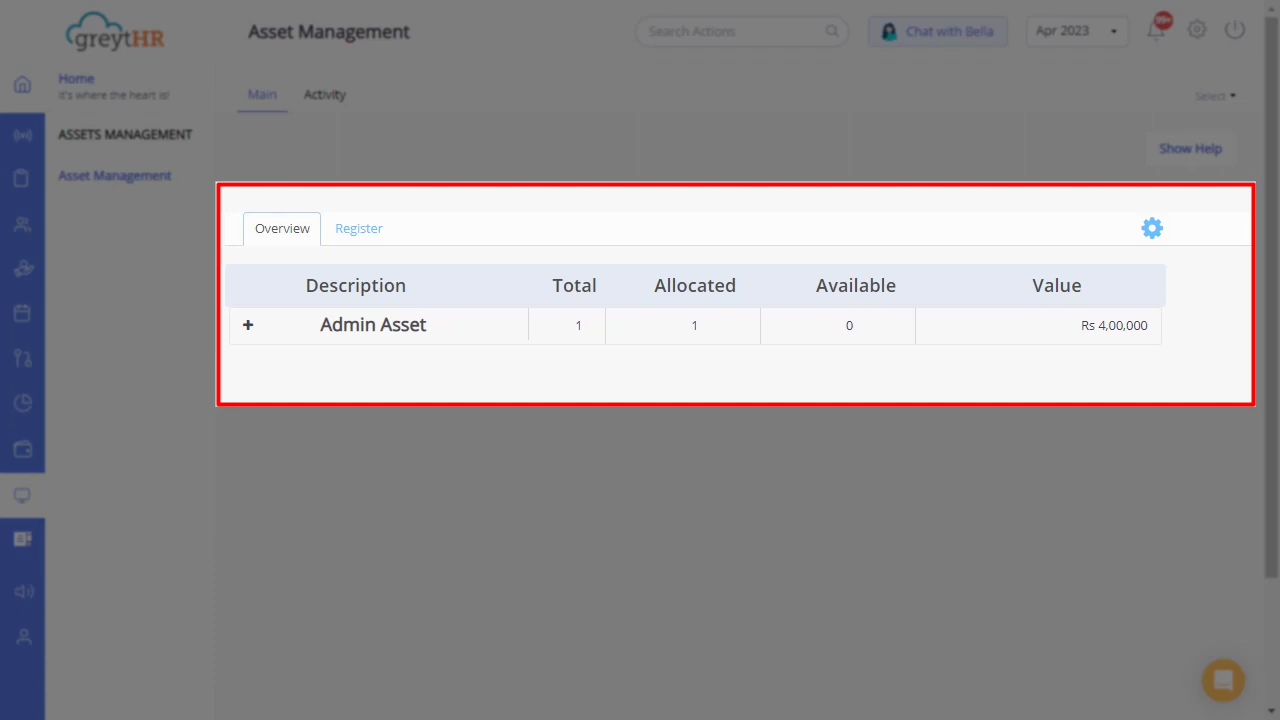 greytHR
Asset Management
Search Actions
Chat with Bella
Apr 2023
99+
Home
It's where the heart is!
ASSETS MANAGEMENT
Asset Management
Main Activity
Select
Show Help
Overview Register
Description Total Allocated Available Value
+ Admin Asset 1 1 0 Rs 4,00,000